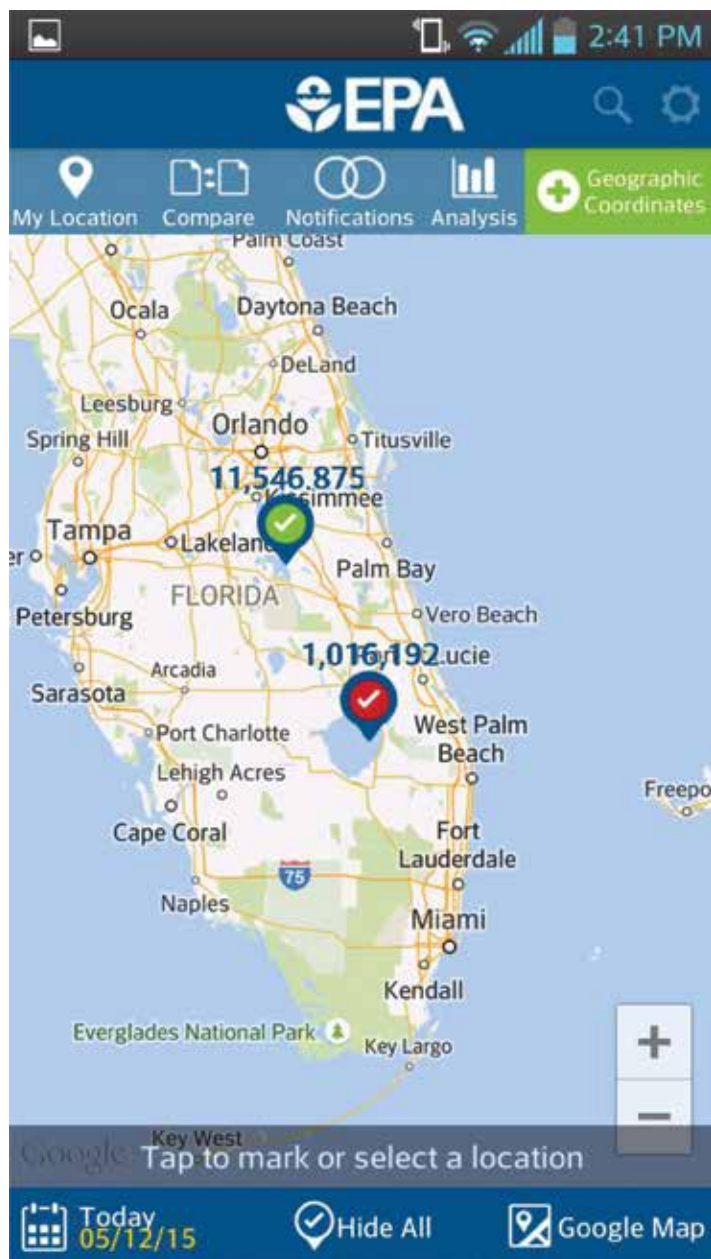 2:41 PM
EPA
My Location
Compare
Notifications
Analysis
Geographic
Coordinates
Palm Coast
Ocala
Daytona Beach
DeLand
Leesburg
Orlando
Spring Hill
Titusville
11,546.875
Kissimmee
Tampa
Lakeland
Palm Bay
FLORIDA
Petersburg
Vero Beach
1,016,192
Lucie
Arcadia
Sarasota
Port Charlotte
West Palm
Beach
Lehigh Acres
Freepo
Cape Coral
Fort
Lauderdale
75
Naples
Miami
Kendall
Everglades National Park
Key Largo
Key West
Google
Tap to mark or select a location
Today
05/12/15
Hide All
Google Map